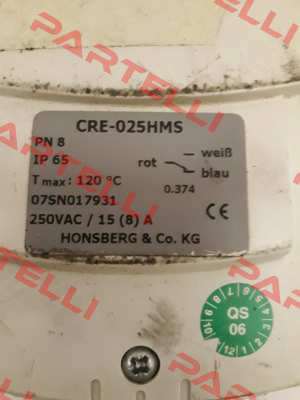 PARTELLI
CRE-025HMS
PN 8
IP 65
Tmax: 120 °C
07SN017931
250VAC / 15 (8) A
HONSBERG & Co. KG
rot
weiß
blau
0.374
CE
QS
06